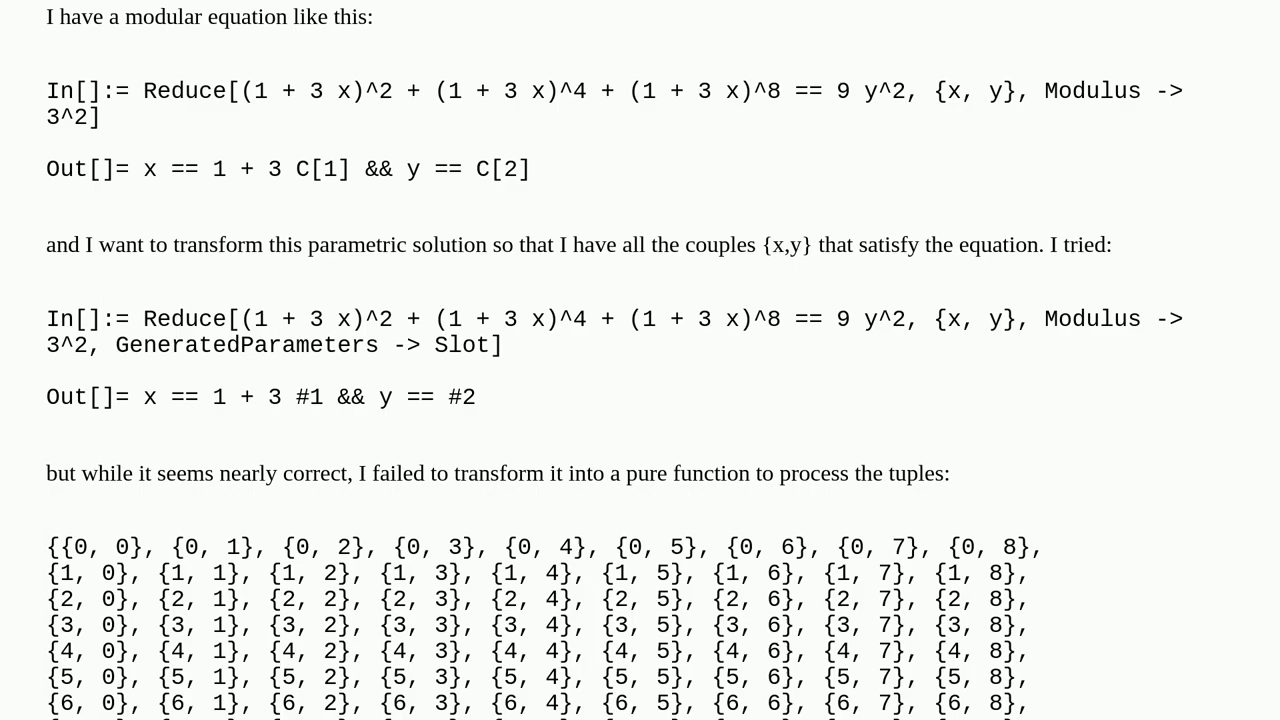 I have a modular equation like this:
In[]:= Reduce[(1 + 3 x)^2 + (1 + 3 x)^4 + (1 + 3 x)^8 == 9 y^2, {x, y}, Modulus ->
3^2]
Out[]= x == 1 + 3 C[1] && y == C[2]
and I want to transform this parametric solution so that I have all the couples {x,y} that satisfy the equation. I tried:
In[]:= Reduce[(1 + 3 x)^2 + (1 + 3 x)^4 + (1 + 3 x)^8 == 9 y^2, {x, y}, Modulus ->
3^2, GeneratedParameters -> Slot]
Out[]= x == 1 + 3 #1 && y == #2
but while it seems nearly correct, I failed to transform it into a pure function to process the tuples:
{{0, 0}, {0, 1}, {0, 2}, {0, 3}, {0, 4}, {0, 5}, {0, 6}, {0, 7}, {0, 8},
{1, 0}, {1, 1}, {1, 2}, {1, 3}, {1, 4}, {1, 5}, {1, 6}, {1, 7}, {1, 8},
{2, 0}, {2, 1}, {2, 2}, {2, 3}, {2, 4}, {2, 5}, {2, 6}, {2, 7}, {2, 8},
{3, 0}, {3, 1}, {3, 2}, {3, 3}, {3, 4}, {3, 5}, {3, 6}, {3, 7}, {3, 8},
{4, 0}, {4, 1}, {4, 2}, {4, 3}, {4, 4}, {4, 5}, {4, 6}, {4, 7}, {4, 8},
{5, 0}, {5, 1}, {5, 2}, {5, 3}, {5, 4}, {5, 5}, {5, 6}, {5, 7}, {5, 8},
{6, 0}, {6, 1}, {6, 2}, {6, 3}, {6, 4}, {6, 5}, {6, 6}, {6, 7}, {6, 8},